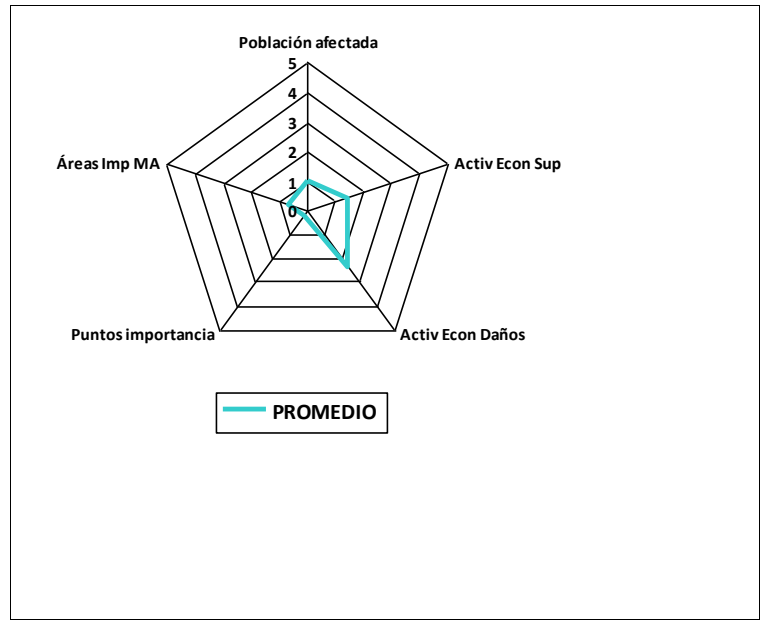 Población afectada
5
4
3
2
1
0
Áreas Imp MA
Activ Econ Sup
Puntos importancia
Activ Econ Daños
PROMEDIO